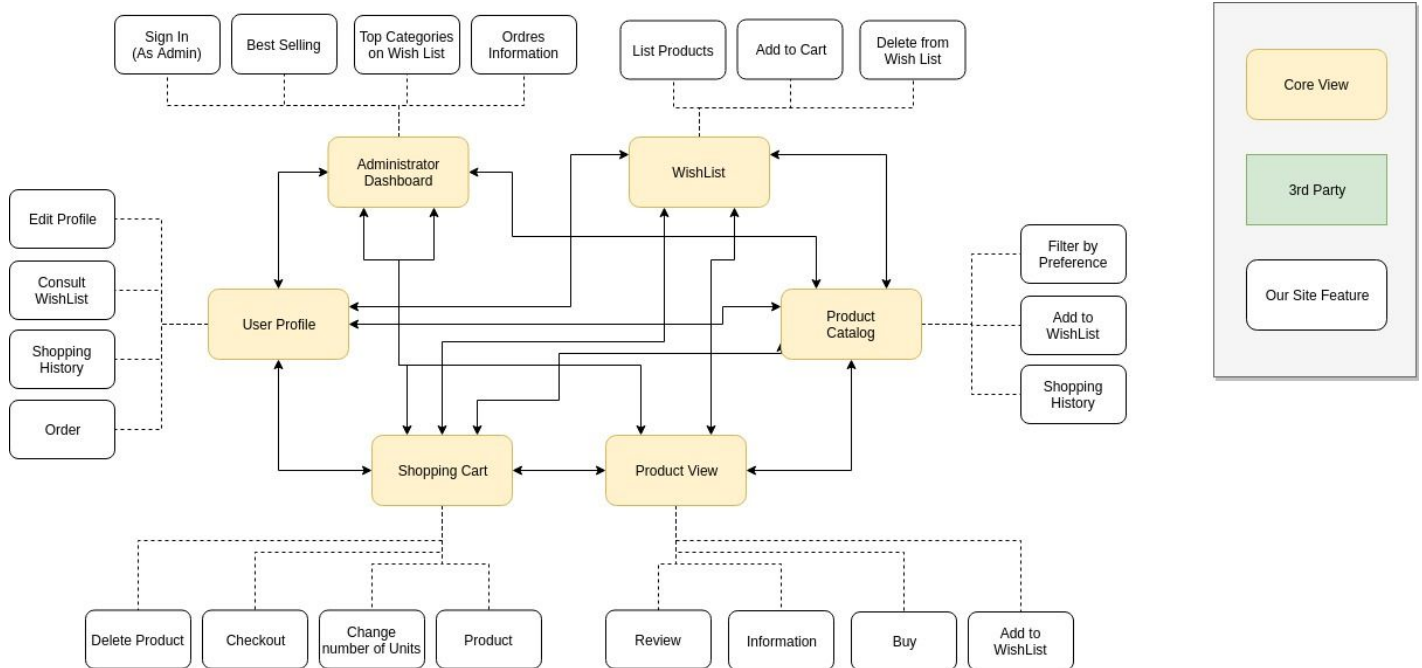 Sign In
(As Admin)
Best Selling
Top Categories
on Wish List
Ordres
Information
List Products
Add to Cart
Delete from
Wish List
Core View
Administrator
Dashboard
WishList
3rd Party
Edit Profile
Filter by
Preference
Consult
WishList
Our Site Feature
User Profile
Product
Catalog
Add to
WishList
Shopping
History
Shopping
History
Order
Shopping Cart
Product View
Delete Product
Checkout
Change
number of Units
Product
Review
Information
Buy
Add to
WishList